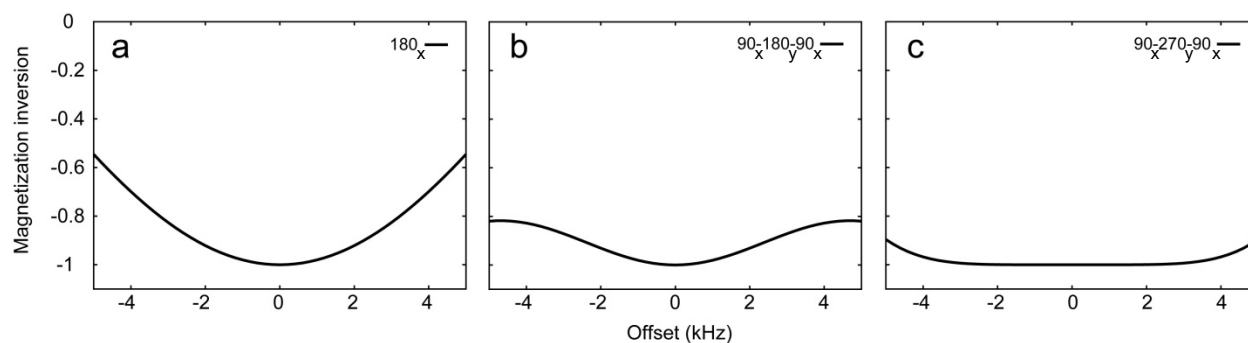 a
180x
b
90x-180y-90x
c
90x-270y-90x
Magnetization inversion
0
-0.2
-0.4
-0.6
-0.8
-1
-4 -2 0 2 4
-4 -2 0 2 4
-4 -2 0 2 4
Offset (kHz)